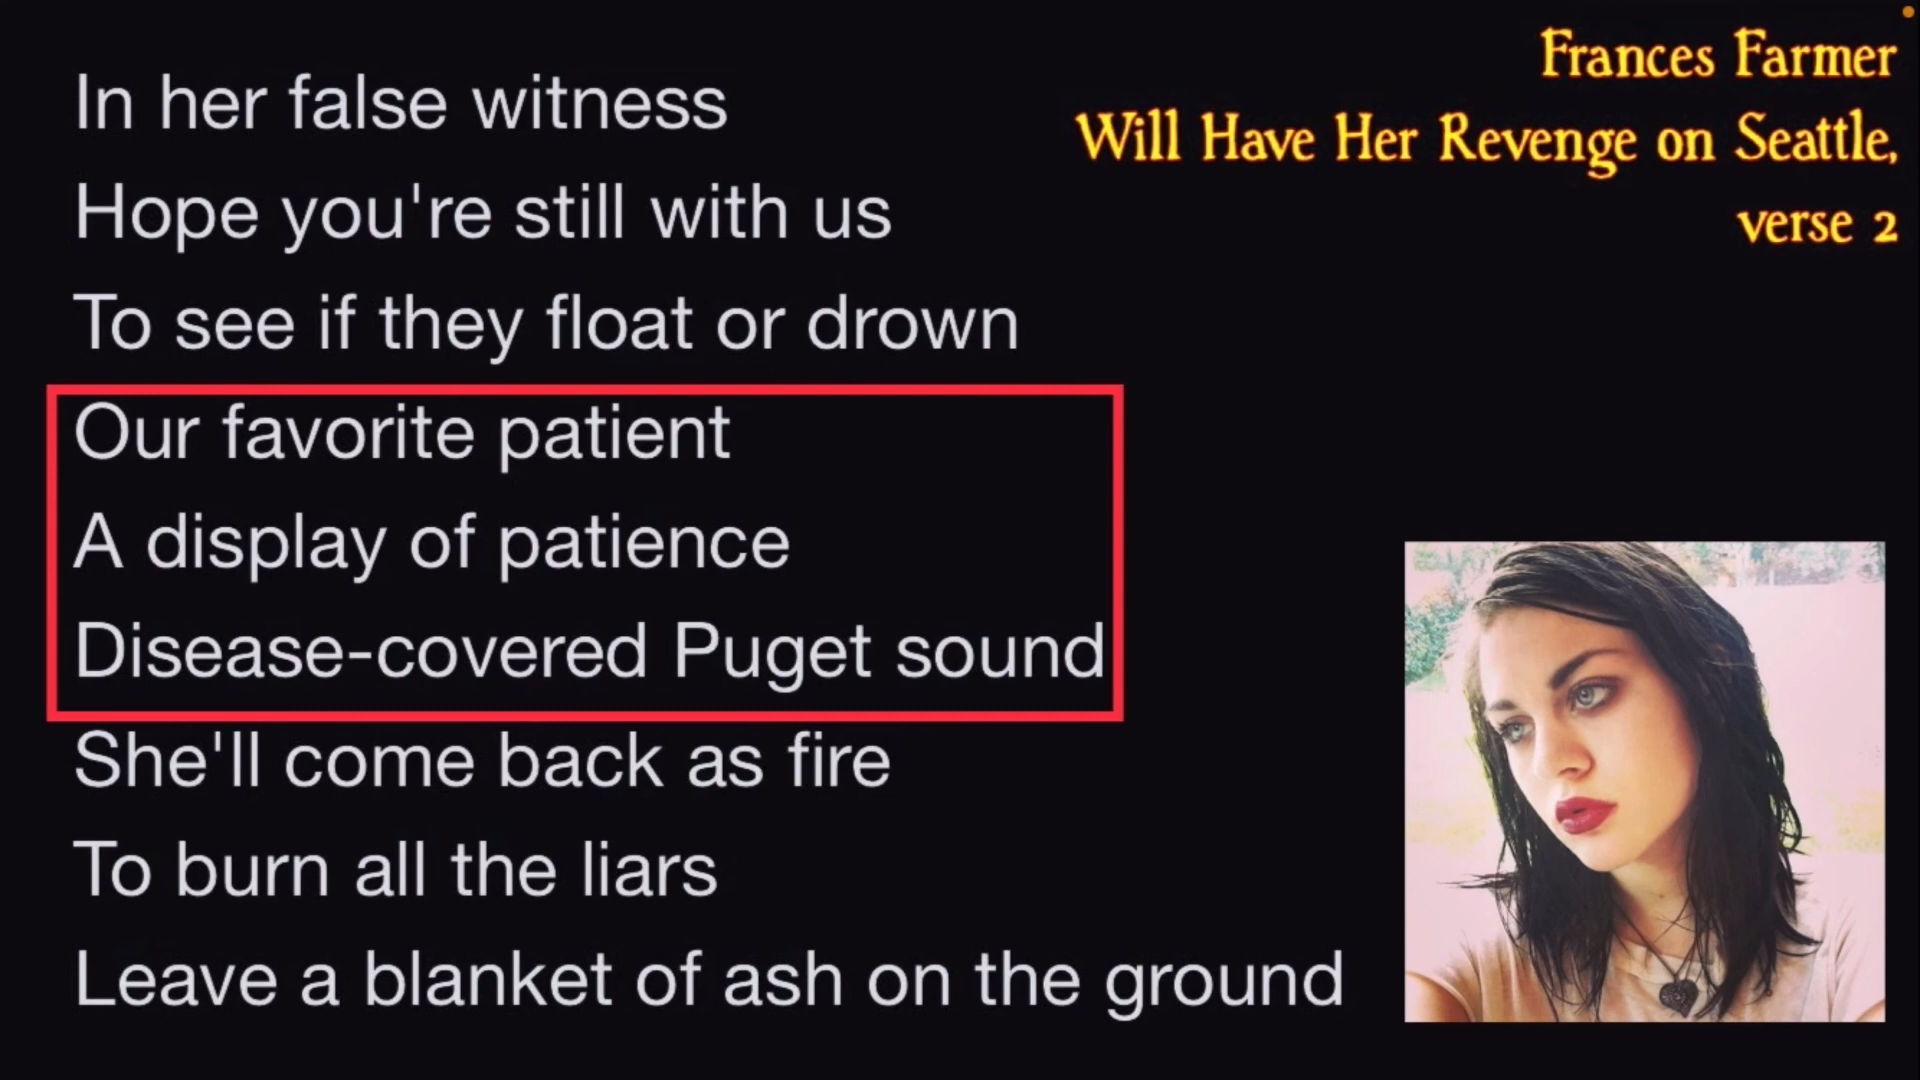 Frances Farmer
Will Have Her Revenge on Seattle,
verse 2
In her false witness
Hope you're still with us
To see if they float or drown
Our favorite patient
A display of patience
Disease-covered Puget sound
She'll come back as fire
To burn all the liars
Leave a blanket of ash on the ground